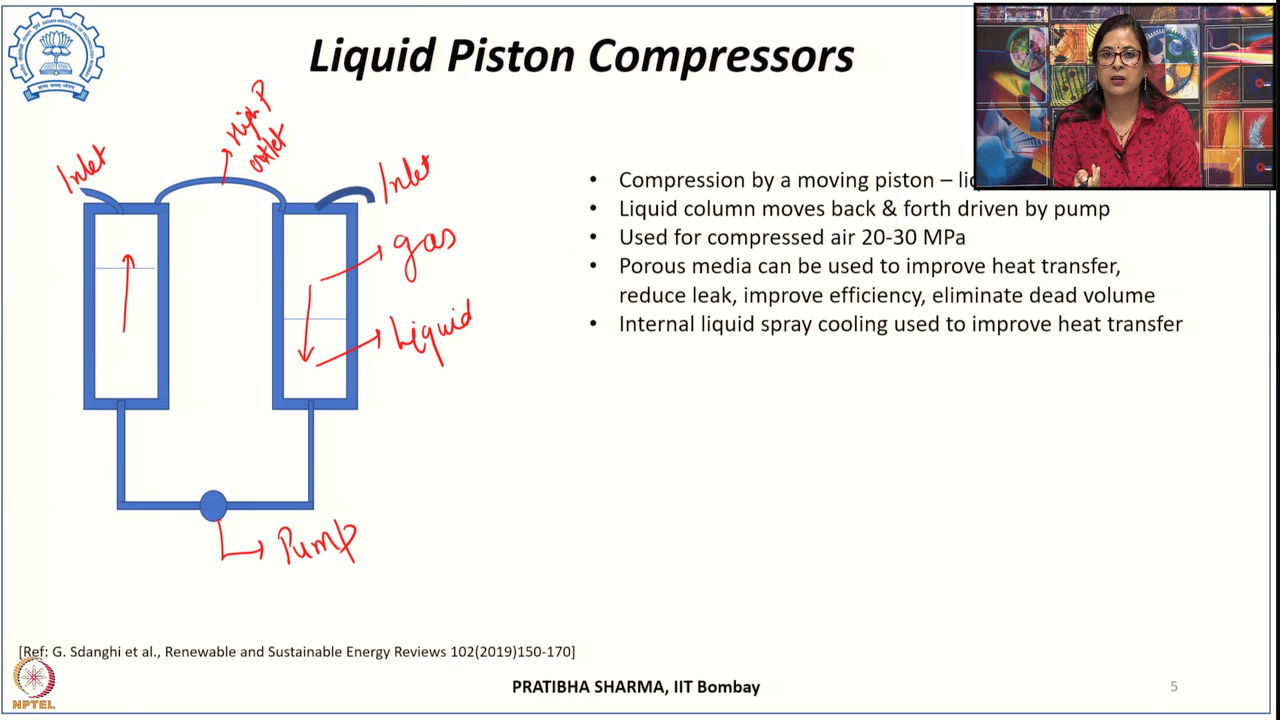 Liquid Piston Compressors
Inlet
High P
outlet
Inlet
gas
Liquid
Pump
• Compression by a moving piston –
• Liquid column moves back & forth driven by pump
• Used for compressed air 20-30 MPa
• Porous media can be used to improve heat transfer,
reduce leak, improve efficiency, eliminate dead volume
• Internal liquid spray cooling used to improve heat transfer
[Ref: G. Sdanghi et al., Renewable and Sustainable Energy Reviews 102(2019)150-170]
NPTEL
PRATIBHA SHARMA, IIT Bombay
5